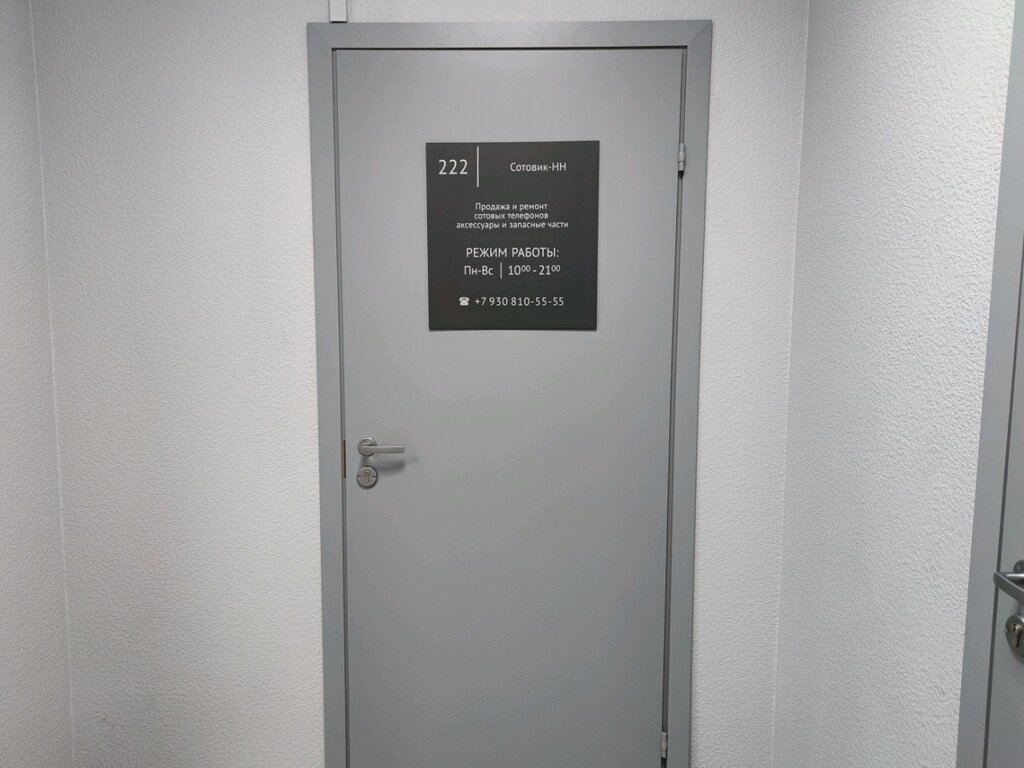 222 | Сотовик-НН
Продажа и ремонт
сотовых телефонов
аксессуары и запасные части
РЕЖИМ РАБОТЫ:
Пн-Вс | 10⁰⁰ - 21⁰⁰
☎ +7 930 810-55-55